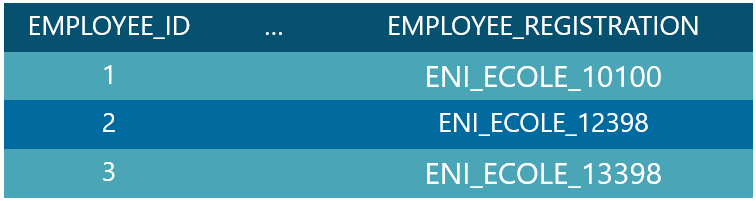 EMPLOYEE_ID ... EMPLOYEE_REGISTRATION
1 ENI_ECOLE_10100
2 ENI_ECOLE_12398
3 ENI_ECOLE_13398